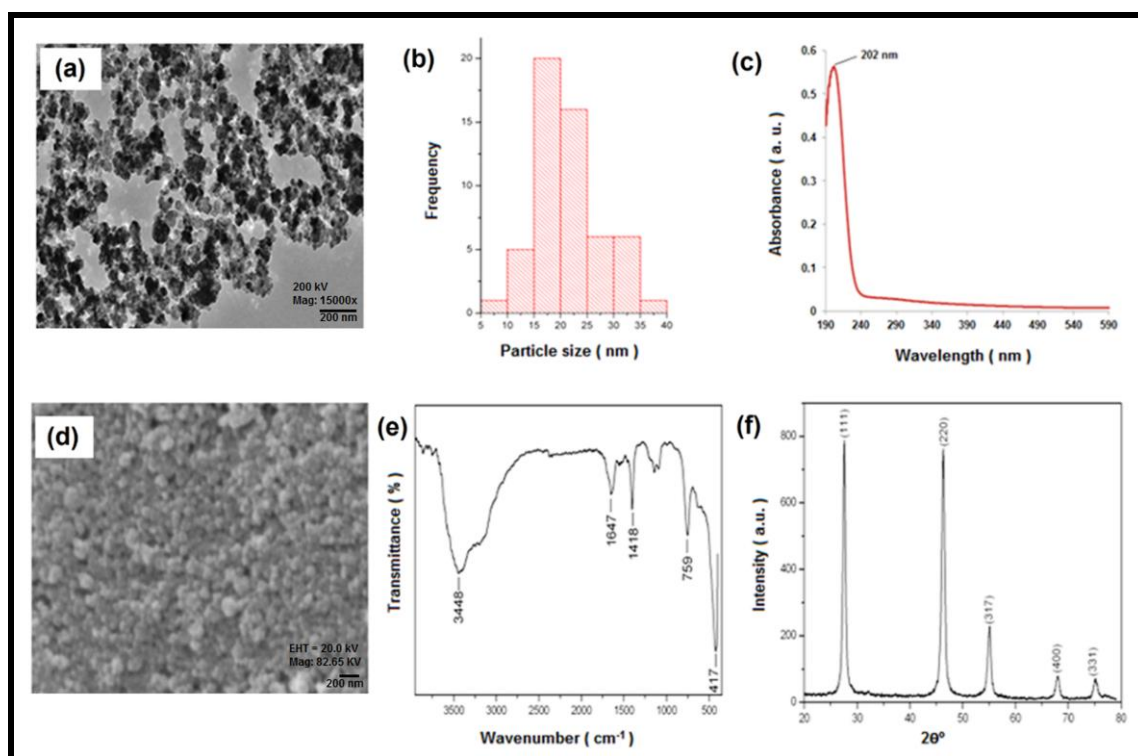 (a)
200 kV
Mag: 15000x
200 nm
(b)
Frequency
20
15
10
5
0
5 10 15 20 25 30 35 40
Particle size ( nm )
(c)
202 nm
Absorbance ( a. u. )
0.6
0.5
0.4
0.3
0.2
0.1
0
190 240 290 340 390 440 490 540 590
Wavelength ( nm )
(d)
EHT = 20.0 kV
Mag: 82.65 KV
200 nm
(e)
Transmittance ( % )
3448
1647
1418
759
417
3500 3000 2500 2000 1500 1000 500
Wavenumber ( cm⁻¹ )
(f)
Intensity ( a.u. )
800
600
400
200
0
(111)
(220)
(317)
(400)
(331)
20 30 40 50 60 70 80
2θº